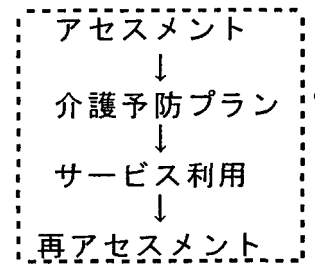 アセスメント
↓
介護予防プラン
↓
サービス利用
↓
再アセスメント